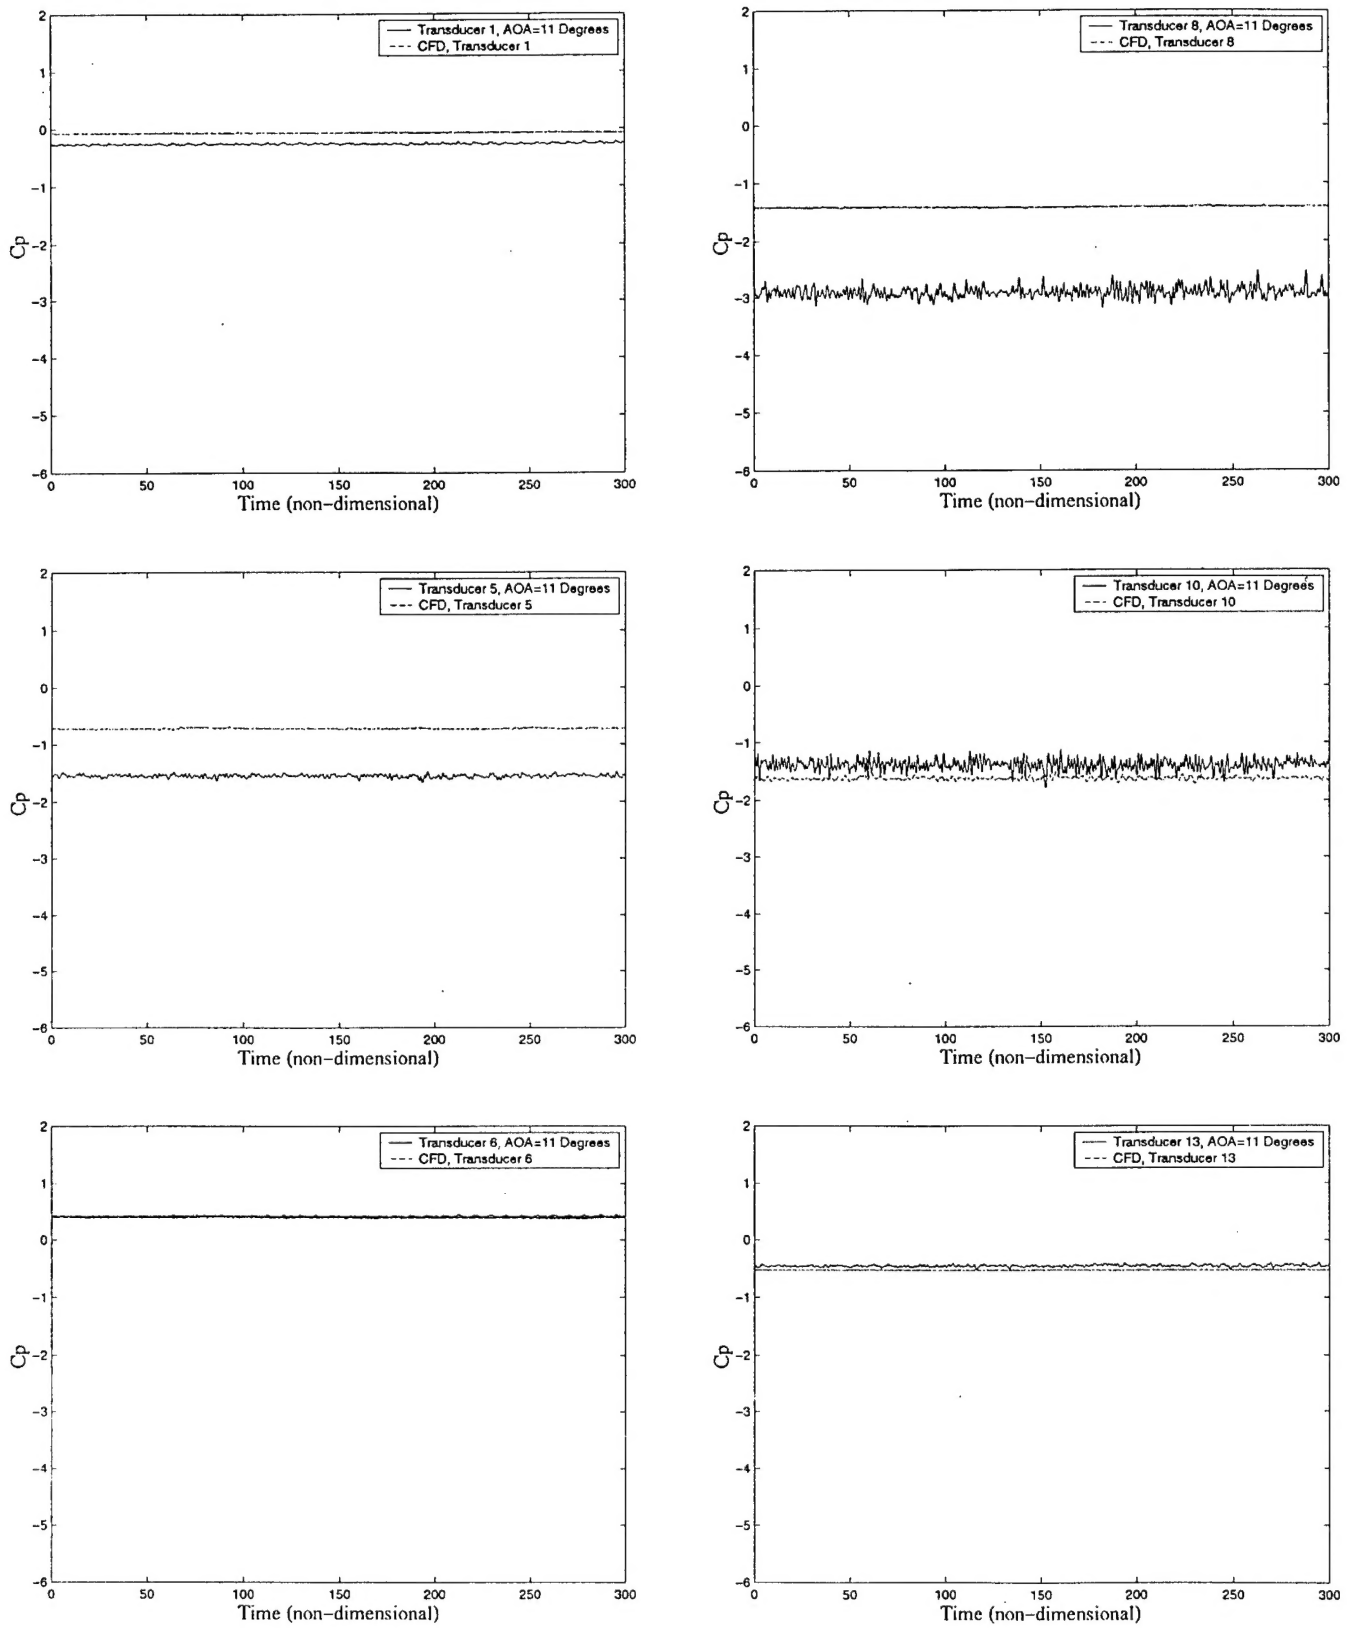 Transducer 1, AOA=11 Degrees
CFD, Transducer 1
2
1
0
−1
−2
−3
−4
−5
−6
Cp
0 50 100 150 200 250 300
Time (non−dimensional)
Transducer 8, AOA=11 Degrees
CFD, Transducer 8
2
1
0
−1
−2
−3
−4
−5
−6
Cp
0 50 100 150 200 250 300
Time (non−dimensional)
Transducer 5, AOA=11 Degrees
CFD, Transducer 5
2
1
0
−1
−2
−3
−4
−5
−6
Cp
0 50 100 150 200 250 300
Time (non−dimensional)
Transducer 10, AOA=11 Degrees
CFD, Transducer 10
2
1
0
−1
−2
−3
−4
−5
−6
Cp
0 50 100 150 200 250 300
Time (non−dimensional)
Transducer 6, AOA=11 Degrees
CFD, Transducer 6
2
1
0
−1
−2
−3
−4
−5
−6
Cp
0 50 100 150 200 250 300
Time (non−dimensional)
Transducer 13, AOA=11 Degrees
CFD, Transducer 13
2
1
0
−1
−2
−3
−4
−5
−6
Cp
0 50 100 150 200 250 300
Time (non−dimensional)